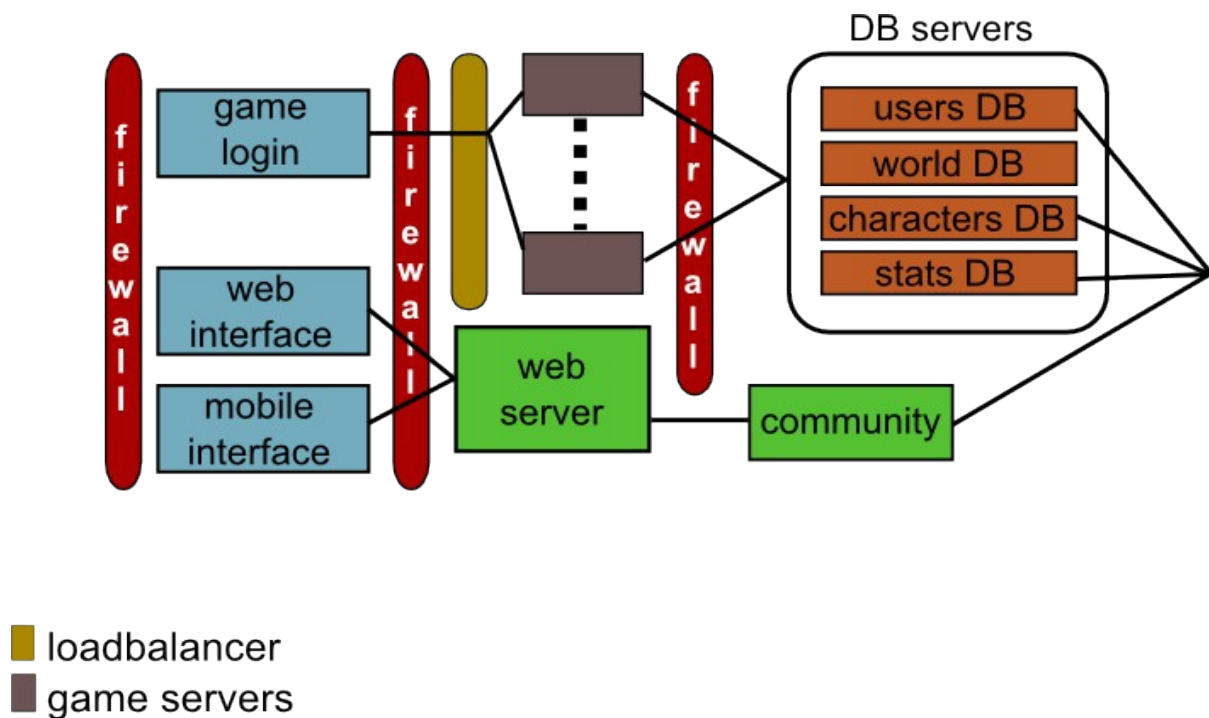 DB servers
firewall
game
login
web
interface
mobile
interface
firewall
web
server
firewall
users DB
world DB
characters DB
stats DB
community
loadbalancer
game servers